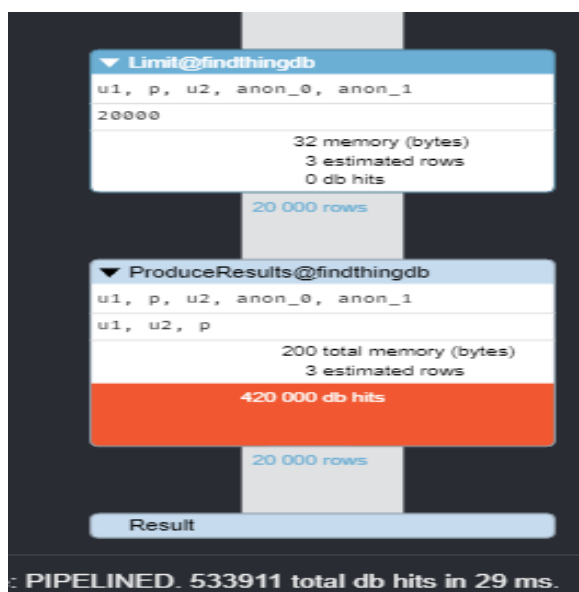 Limit@findthingdb
u1, p, u2, anon_0, anon_1
20000
32 memory (bytes)
3 estimated rows
0 db hits
20 000 rows
ProduceResults@findthingdb
u1, p, u2, anon_0, anon_1
u1, u2, p
200 total memory (bytes)
3 estimated rows
420 000 db hits
20 000 rows
Result
: PIPELINED. 533911 total db hits in 29 ms.